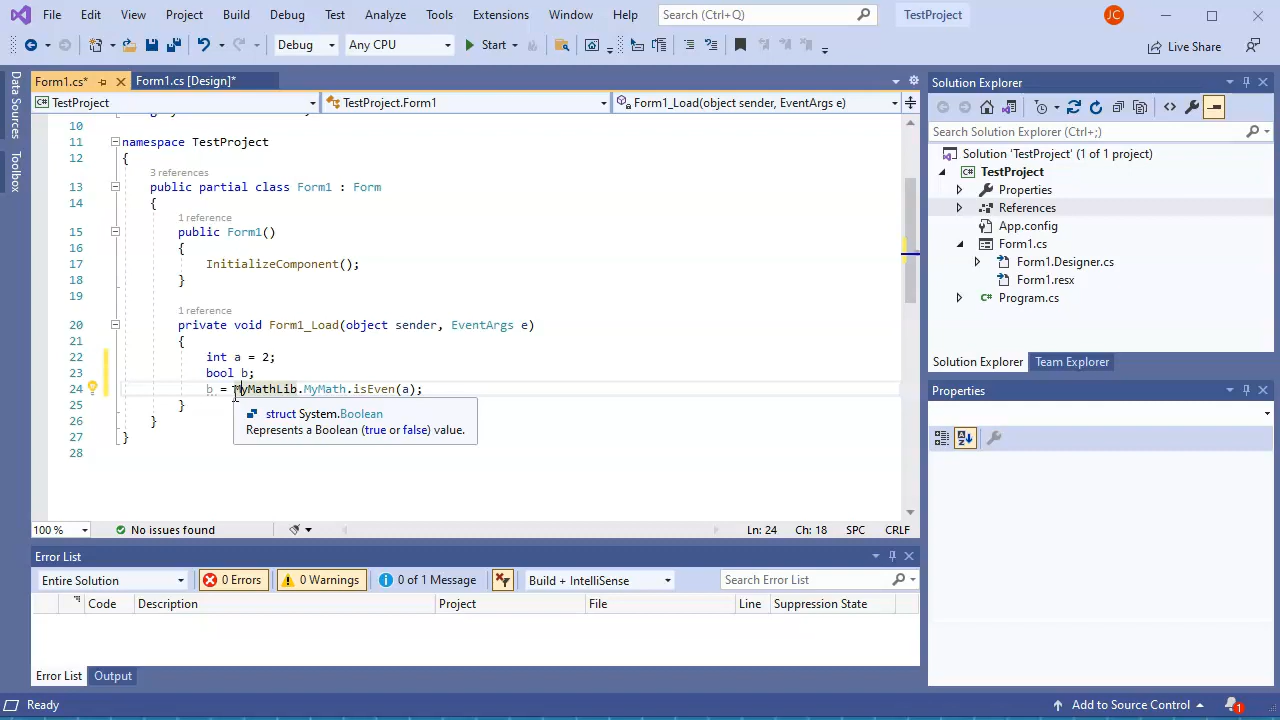 File Edit View Project Build Debug Test Analyze Tools Extensions Window Help Search (Ctrl+Q) TestProject JC
Debug Any CPU Start Live Share
Data Sources
Toolbox
Form1.cs* Form1.cs [Design]*
TestProject TestProject.Form1 Form1_Load(object sender, EventArgs e)
10
11 namespace TestProject
12 {
3 references
13 public partial class Form1 : Form
14 {
1 reference
15 public Form1()
16 {
17 InitializeComponent();
18 }
19
1 reference
20 private void Form1_Load(object sender, EventArgs e)
21 {
22 int a = 2;
23 bool b;
24 b = MyMathLib.MyMath.isEven(a);
25 }
26 }
27 }
28
struct System.Boolean
Represents a Boolean (true or false) value.
100 % No issues found Ln: 24 Ch: 18 SPC CRLF
Error List
Entire Solution 0 Errors 0 Warnings 0 of 1 Message Build + IntelliSense Search Error List
Code Description Project File Line Suppression State
Error List Output
Solution Explorer
Search Solution Explorer (Ctrl+;)
Solution 'TestProject' (1 of 1 project)
TestProject
Properties
References
App.config
Form1.cs
Form1.Designer.cs
Form1.resx
Program.cs
Solution Explorer Team Explorer
Properties
Ready Add to Source Control 1